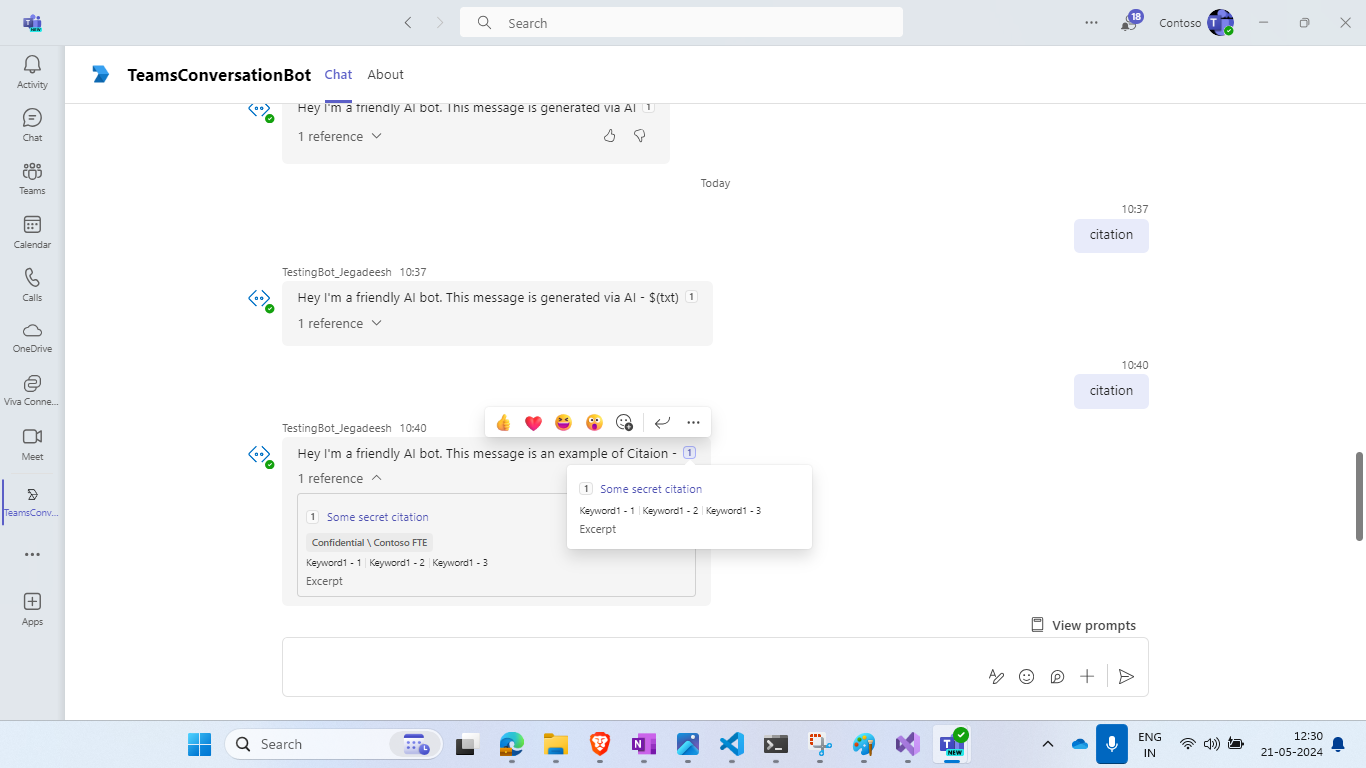 Search
18
Contoso
NEW
Activity
Chat
Teams
Calendar
Calls
OneDrive
Viva Conne...
Meet
TeamsConv...
Apps
TeamsConversationBot Chat About
Hey I'm a friendly AI bot. This message is generated via AI 1
1 reference
Today
10:37
citation
TestingBot_Jegadeesh 10:37
Hey I'm a friendly AI bot. This message is generated via AI - $(txt) 1
1 reference
10:40
citation
TestingBot_Jegadeesh 10:40
Hey I'm a friendly AI bot. This message is an example of Citaion - 1
1 reference
1 Some secret citation
Confidential \ Contoso FTE
Keyword1 - 1 | Keyword1 - 2 | Keyword1 - 3
Excerpt
1 Some secret citation
Keyword1 - 1 | Keyword1 - 2 | Keyword1 - 3
Excerpt
View prompts
Search
NEW
ENG
IN
12:30
21-05-2024